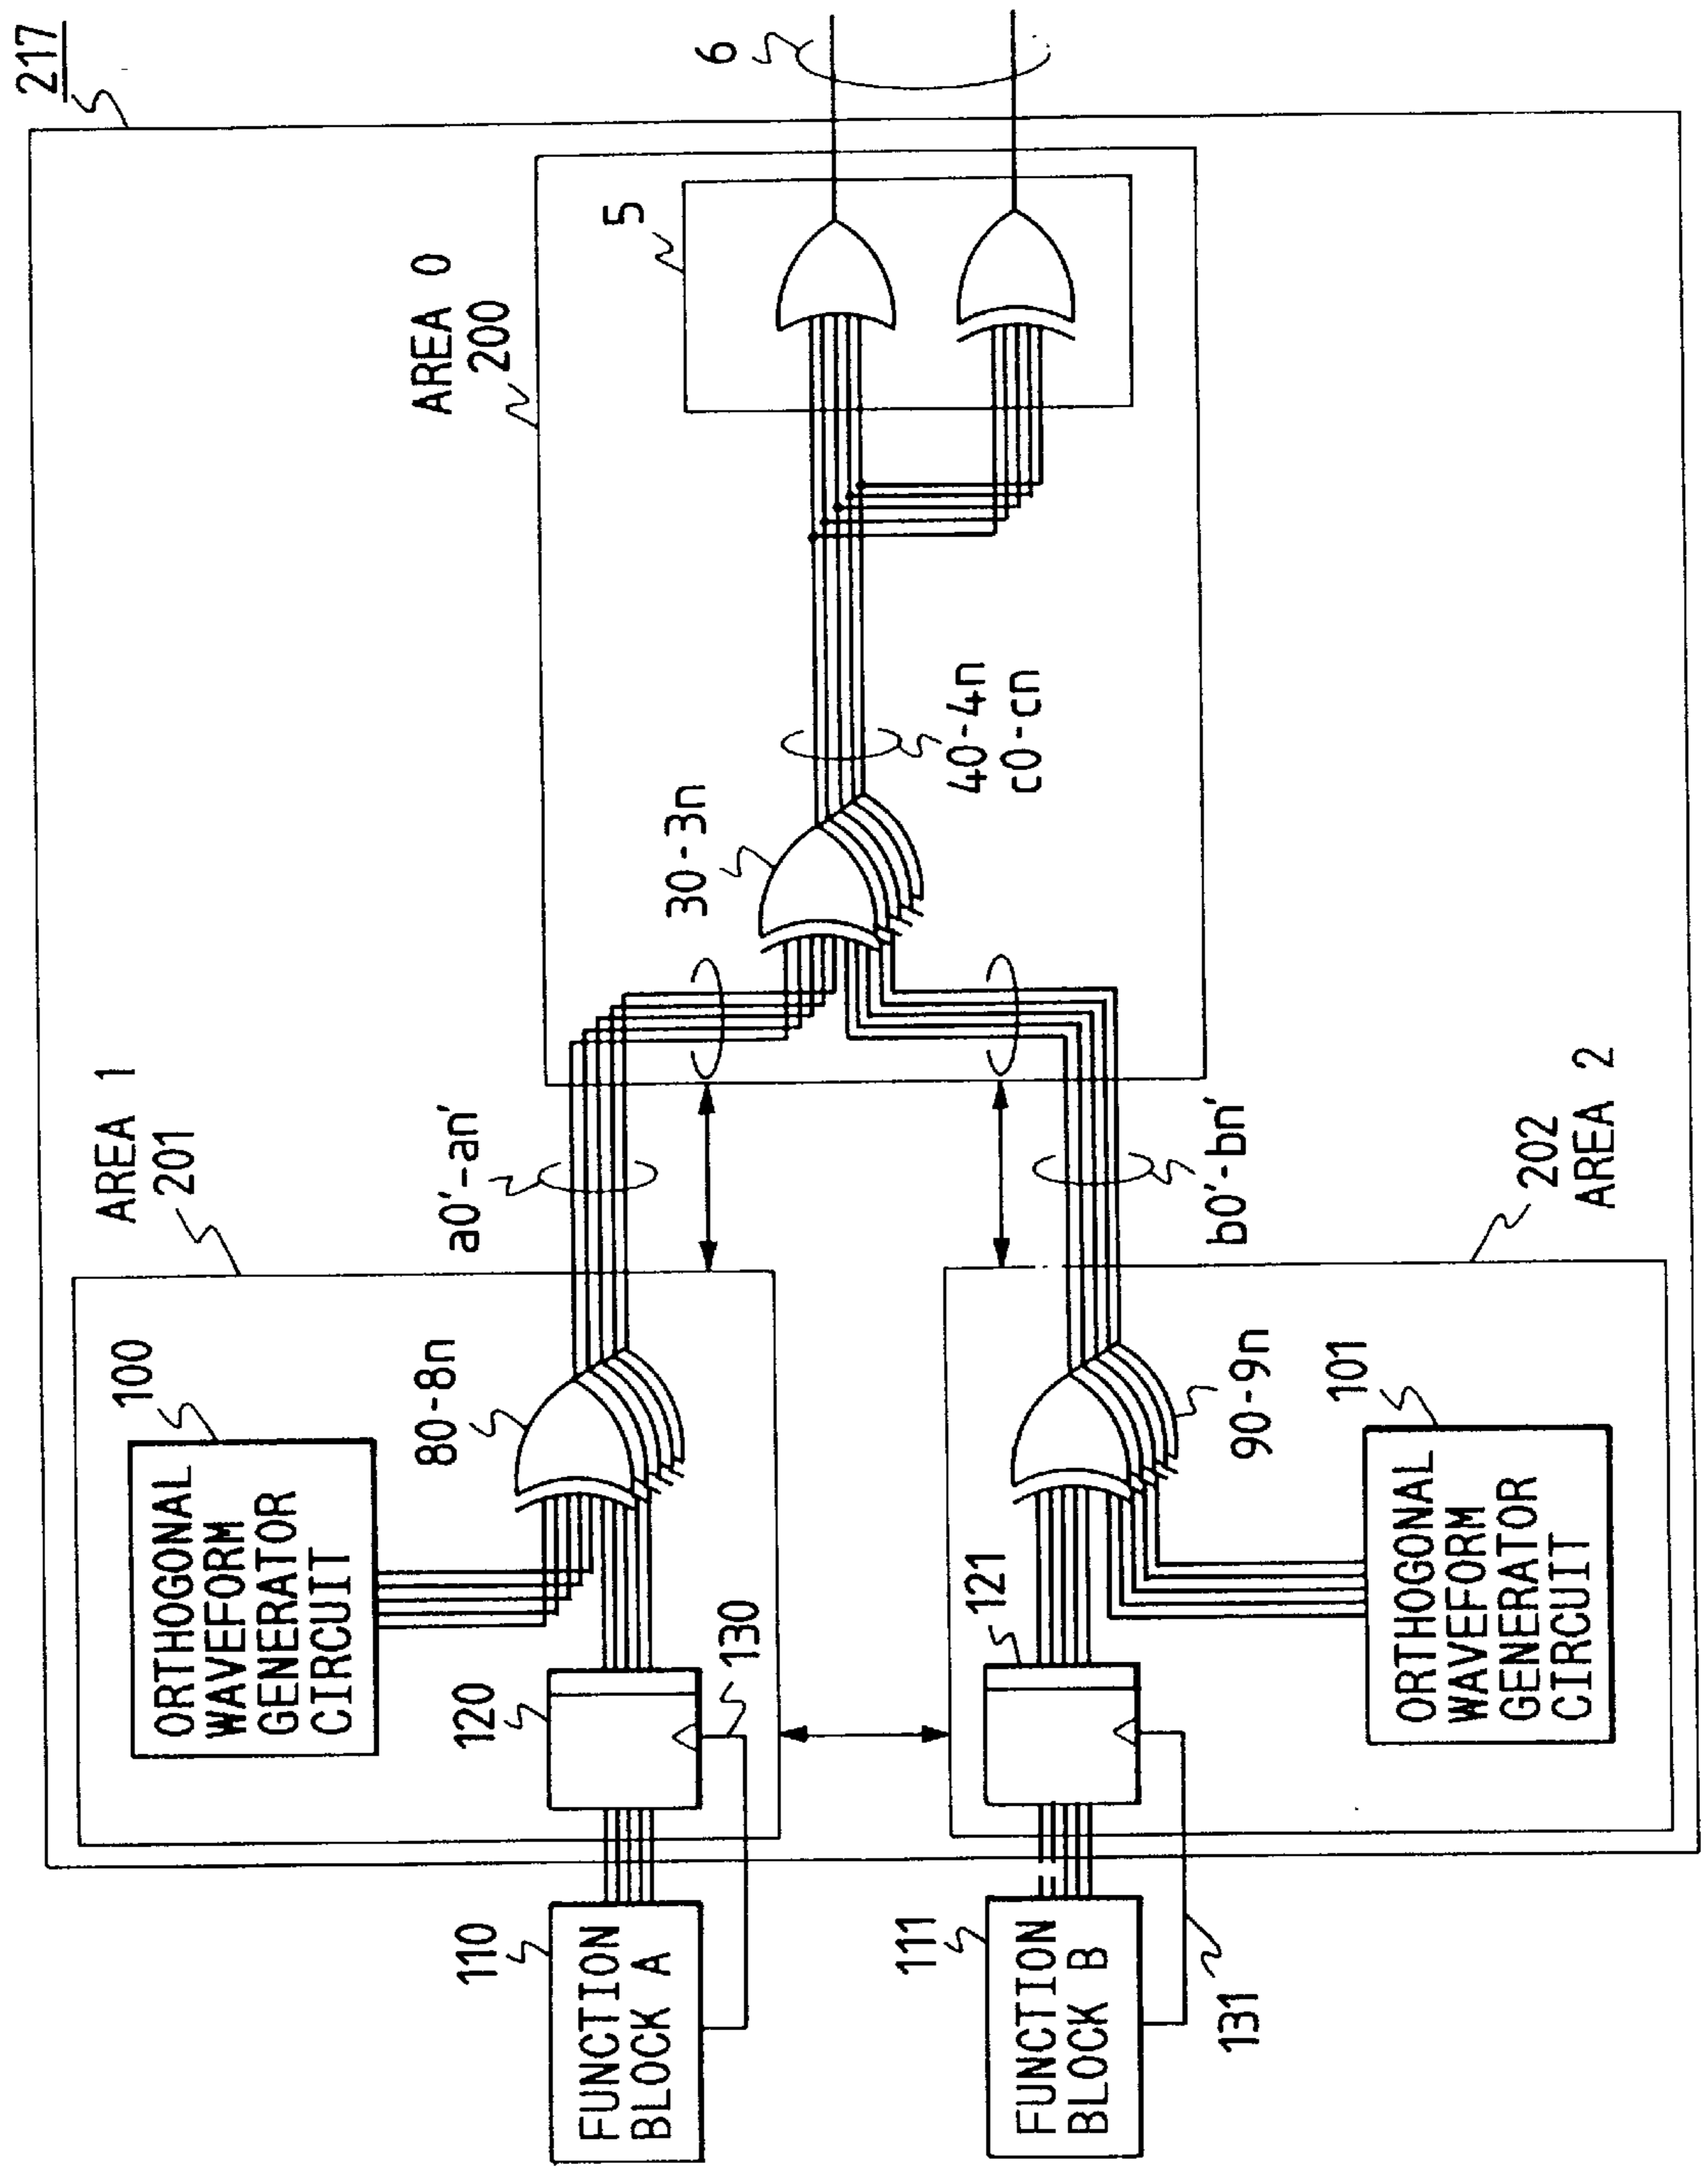 217
6
AREA 0
200
5
30-3n
40-4n
c0-cn
AREA 1
201
a0'-an'
b0'-bn'
202
AREA 2
100
ORTHOGONAL
WAVEFORM
GENERATOR
CIRCUIT
80-8n
120
130
90-9n
121
101
ORTHOGONAL
WAVEFORM
GENERATOR
CIRCUIT
110
FUNCTION
BLOCK A
111
FUNCTION
BLOCK B
131